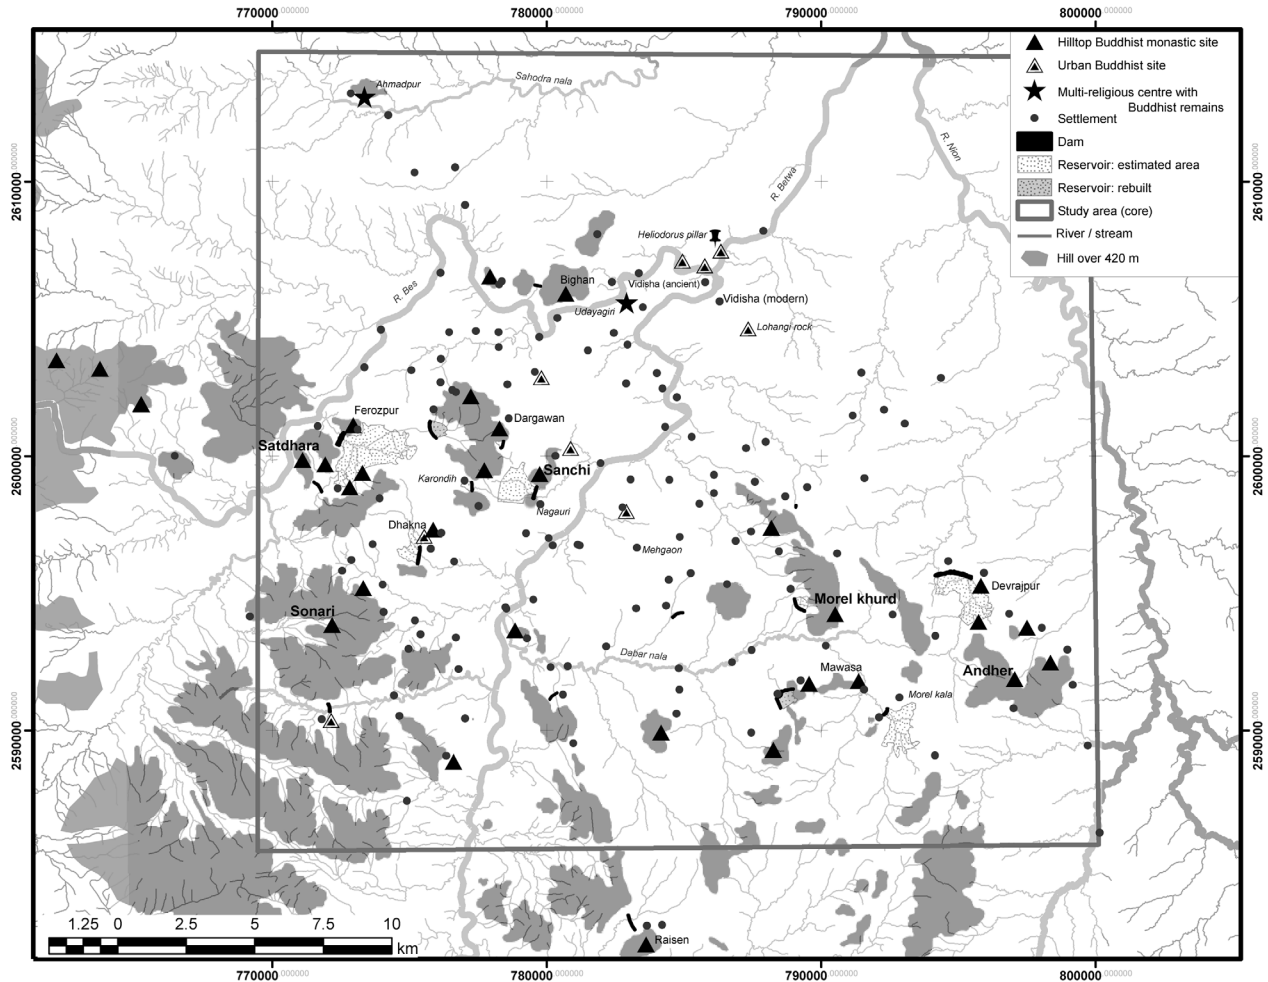 770000.000000 780000.000000 790000.000000 800000.000000
Hilltop Buddhist monastic site
Urban Buddhist site
Multi-religious centre with
Buddhist remains
Settlement
Dam
Reservoir: estimated area
Reservoir: rebuilt
Study area (core)
River / stream
Hill over 420 m
Ahmadpur
Sahodra nala
R. Nion
R. Betwa
2610000.000000
2610000.000000
Heliodorus pillar
Bighan
Vidisha (ancient)
R. Bes
Udayagiri
Vidisha (modern)
Lohangi rock
Ferozpur
Dargawan
Satdhara
2600000.000000
2600000.000000
Sanchi
Karondih
Nagauri
Dhakna
Mehgaon
Devrajpur
Morel khurd
Sonari
Dabar nala
Mawasa
Andher
Morel kala
2590000.000000
2590000.000000
Raisen
1.25 0 2.5 5 7.5 10
km
770000.000000 780000.000000 790000.000000 800000.000000